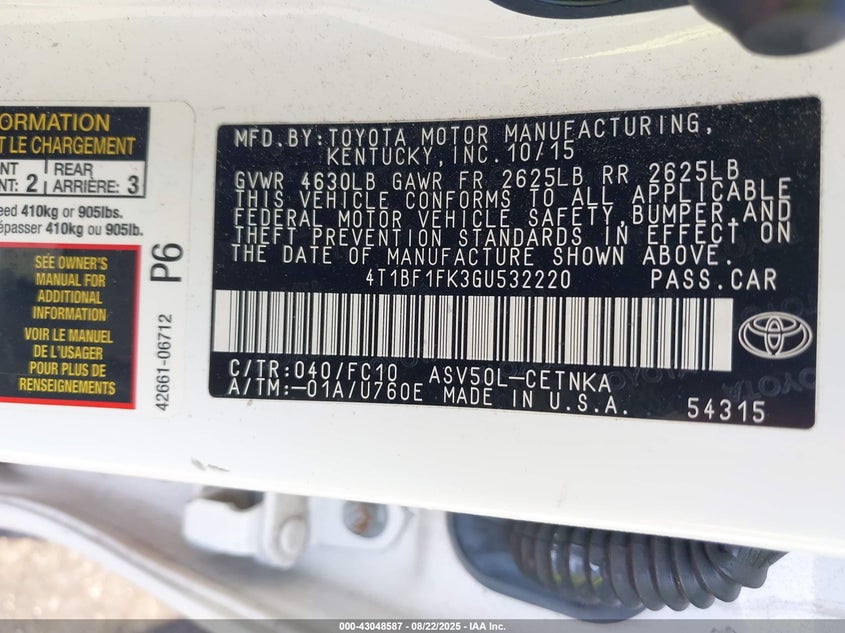 ORMATION
T LE CHARGEMENT
NT : 2 | REAR
ARRIÈRE: 3
eed 410kg or 905lbs.
épasser 410kg ou 905lb.
SEE OWNER'S
MANUAL FOR
ADDITIONAL
INFORMATION
VOIR LE MANUEL
DE L'USAGER
POUR PLUS DE
RENSEIGNEMENTS
P6
42661-06712
MFD.BY:TOYOTA MOTOR MANUFACTURING,
KENTUCKY,INC.10/15
GVWR 4630LB GAWR FR 2625LB RR 2625LB
THIS VEHICLE CONFORMS TO ALL APPLICABLE
FEDERAL MOTOR VEHICLE SAFETY,BUMPER,AND
THEFT PREVENTION STANDARDS IN EFFECT ON
THE DATE OF MANUFACTURE SHOWN ABOVE.
4T1BF1FK3GU532220 PASS.CAR
C/TR:040/FC10 ASV50L-CETNKA
A/TM:-01A/U760E MADE IN U.S.A.
54315
000-43048587 - 08/22/2025 - IAA Inc.